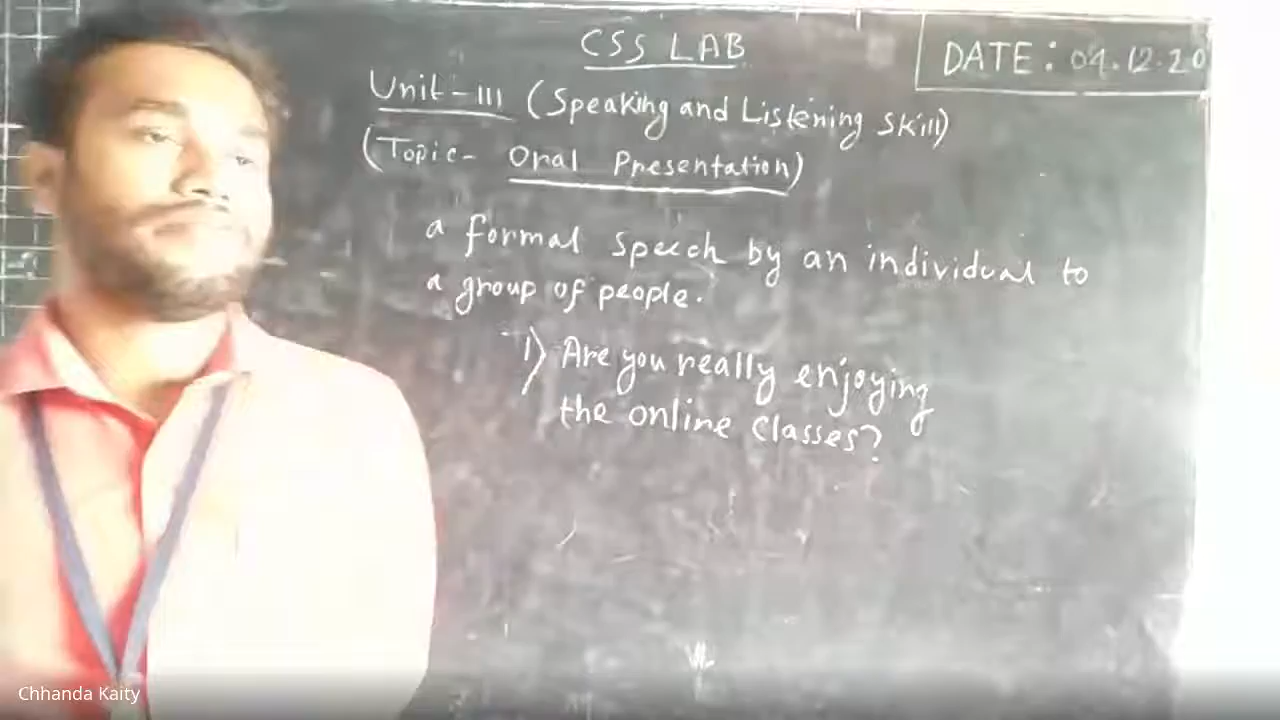 CSS LAB
DATE: 04.12.20
Unit-III (Speaking and Listening Skill)
(Topic- Oral Presentation)
a formal speech by an individual to
a group of people.
1) Are you really enjoying
the online classes?
Chhanda Kaity